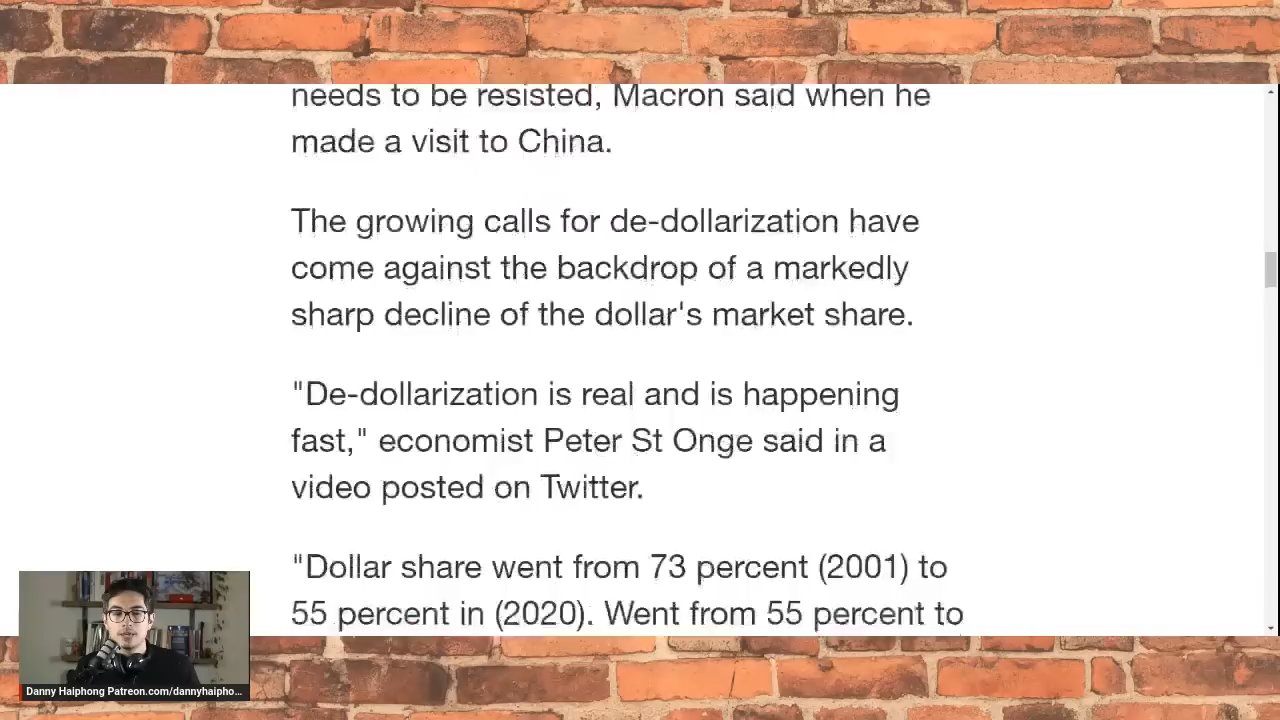 needs to be resisted, Macron said when he
made a visit to China.
The growing calls for de-dollarization have
come against the backdrop of a markedly
sharp decline of the dollar's market share.
"De-dollarization is real and is happening
fast," economist Peter St Onge said in a
video posted on Twitter.
"Dollar share went from 73 percent (2001) to
55 percent in (2020). Went from 55 percent to
Danny Haiphong Patreon.com/dannyhaipho...